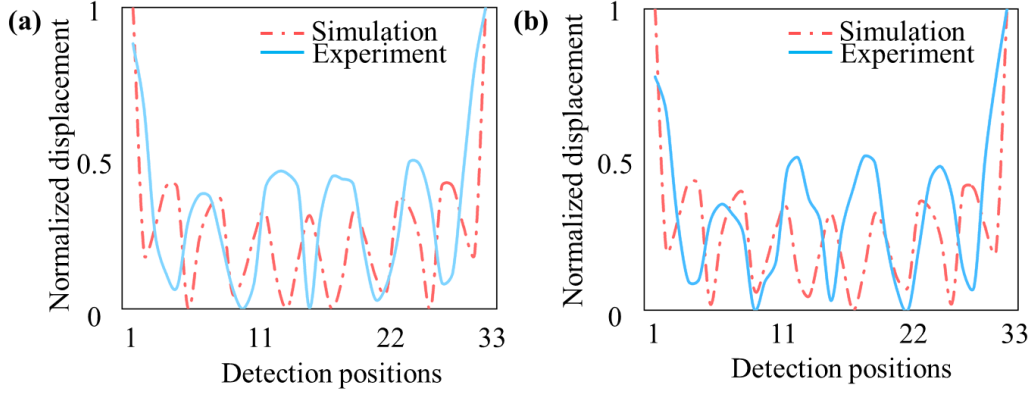 (a)
Normalized displacement
1
0.5
0
Simulation
Experiment
1 11 22 33
Detection positions
(b)
Normalized displacement
1
0.5
0
Simulation
Experiment
1 11 22 33
Detection positions